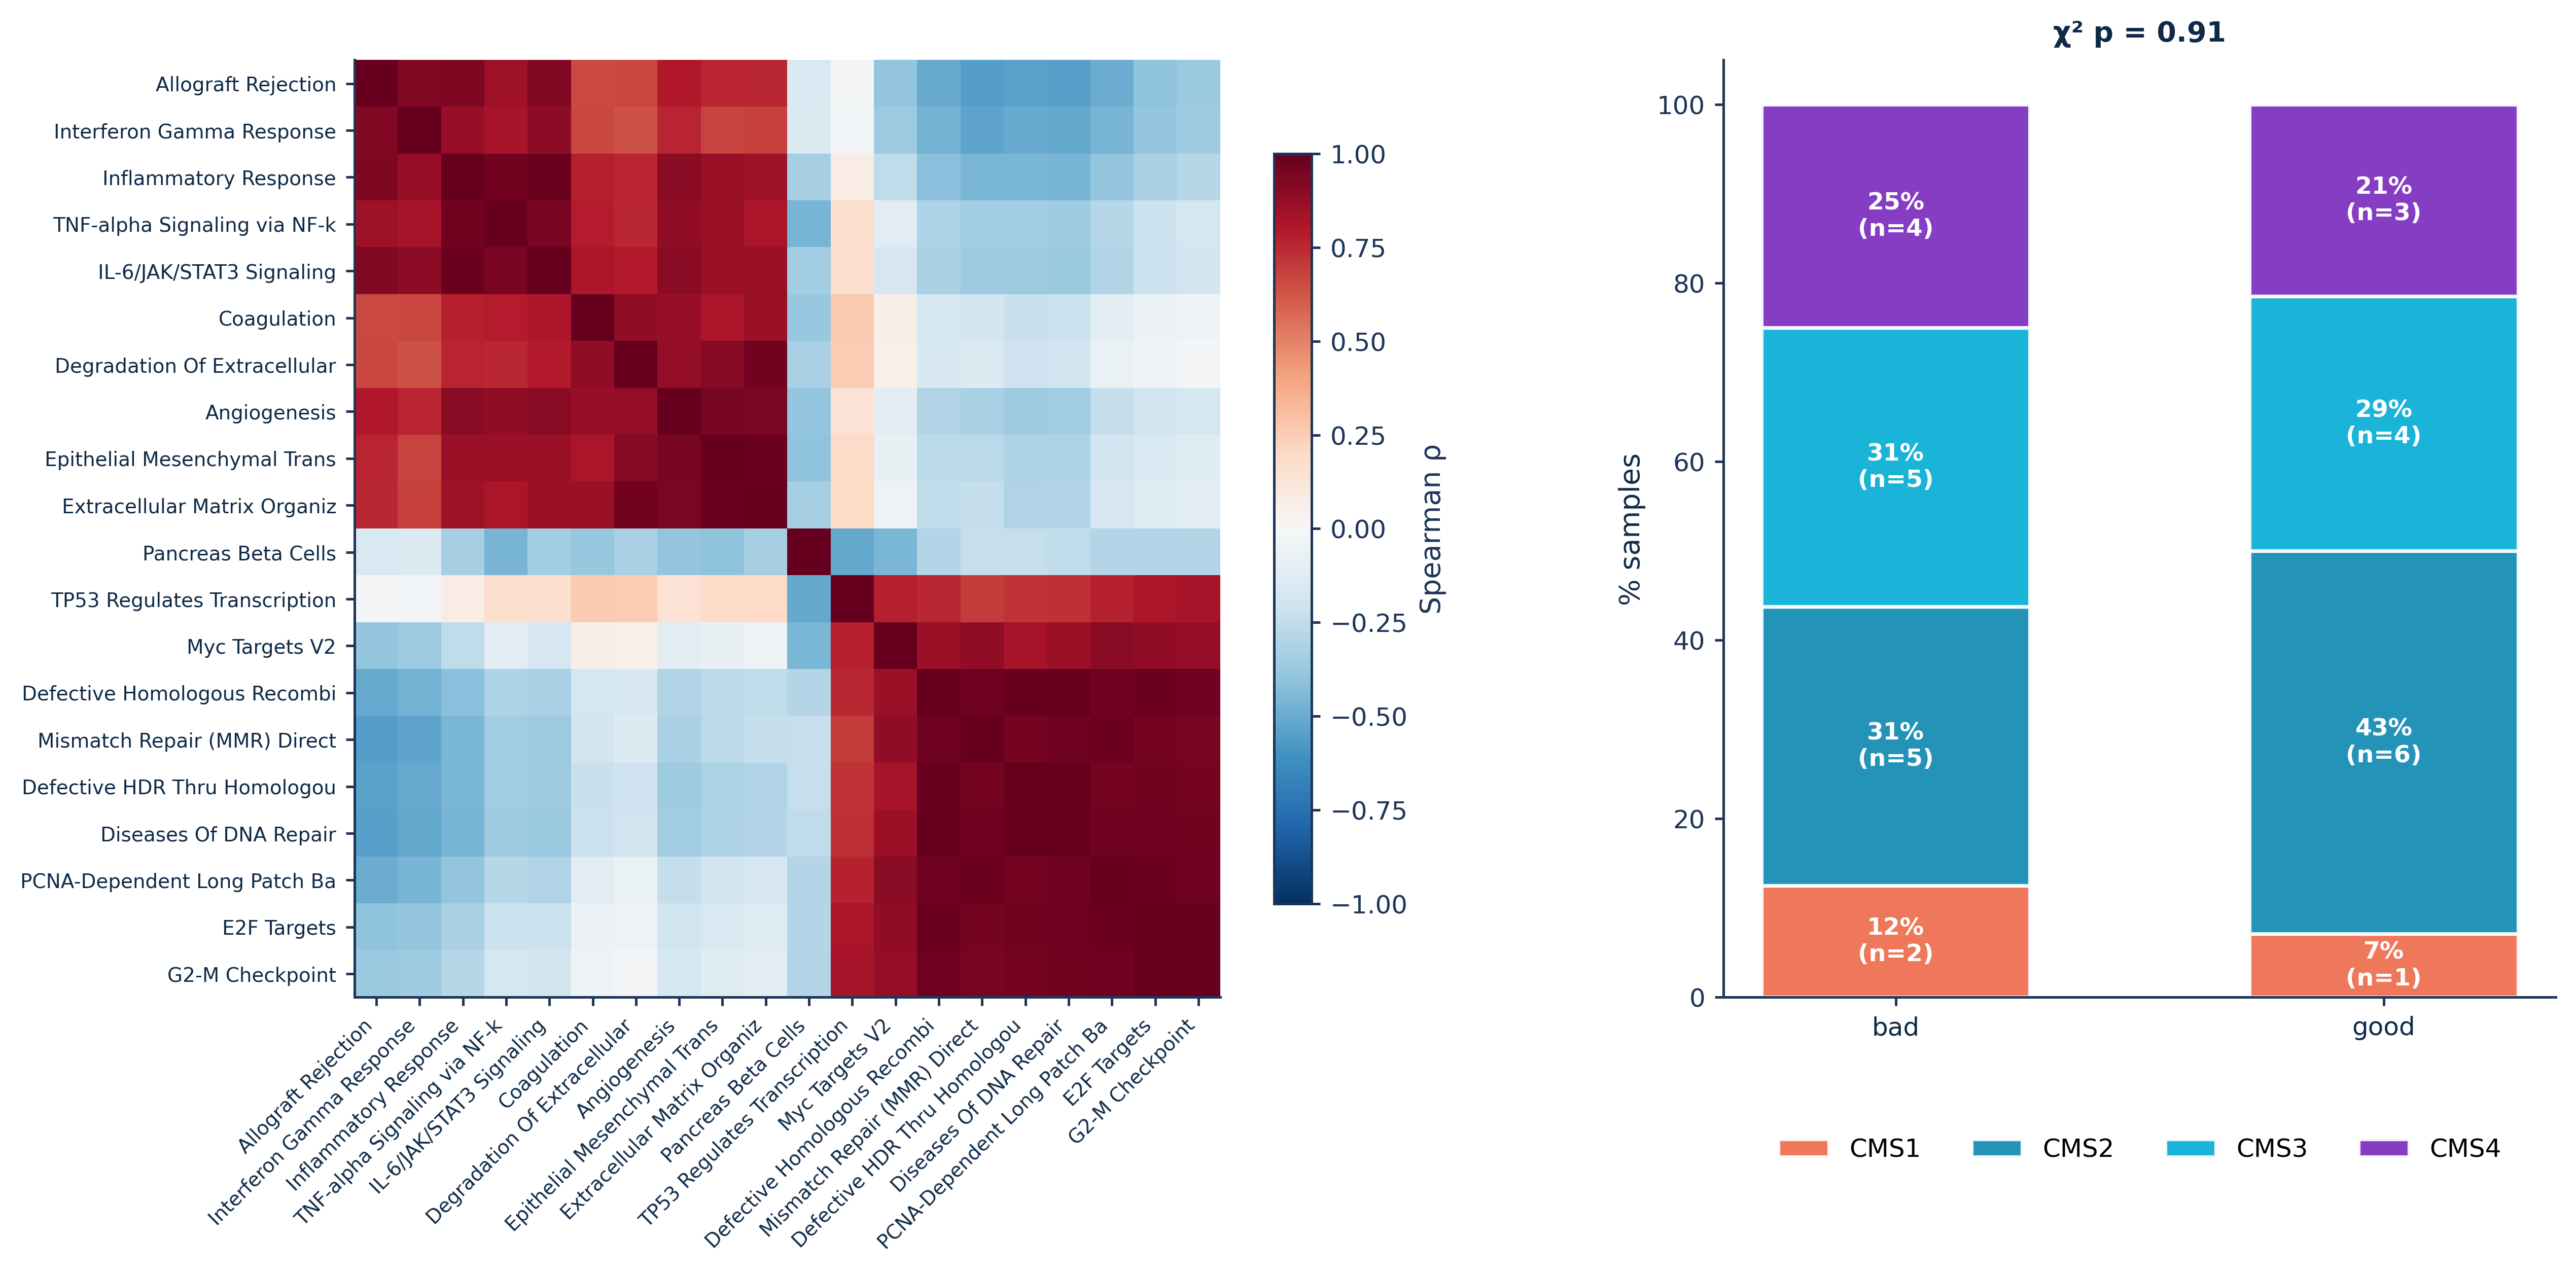 Allograft Rejection
Interferon Gamma Response
Inflammatory Response
TNF-alpha Signaling via NF-k
IL-6/JAK/STAT3 Signaling
Coagulation
Degradation Of Extracellular
Angiogenesis
Epithelial Mesenchymal Trans
Extracellular Matrix Organiz
Pancreas Beta Cells
TP53 Regulates Transcription
Myc Targets V2
Defective Homologous Recombi
Mismatch Repair (MMR) Direct
Defective HDR Thru Homologou
Diseases Of DNA Repair
PCNA-Dependent Long Patch Ba
E2F Targets
G2-M Checkpoint
Allograft Rejection
Interferon Gamma Response
Inflammatory Response
TNF-alpha Signaling via NF-k
IL-6/JAK/STAT3 Signaling
Coagulation
Degradation Of Extracellular
Angiogenesis
Epithelial Mesenchymal Trans
Extracellular Matrix Organiz
Pancreas Beta Cells
TP53 Regulates Transcription
Myc Targets V2
Defective Homologous Recombi
Mismatch Repair (MMR) Direct
Defective HDR Thru Homologou
Diseases Of DNA Repair
PCNA-Dependent Long Patch Ba
E2F Targets
G2-M Checkpoint
1.00
0.75
0.50
0.25
0.00
−0.25
−0.50
−0.75
−1.00
Spearman ρ
χ² p = 0.91
% samples
100
80
60
40
20
0
25%
(n=4)
31%
(n=5)
31%
(n=5)
12%
(n=2)
21%
(n=3)
29%
(n=4)
43%
(n=6)
7%
(n=1)
bad
good
CMS1
CMS2
CMS3
CMS4